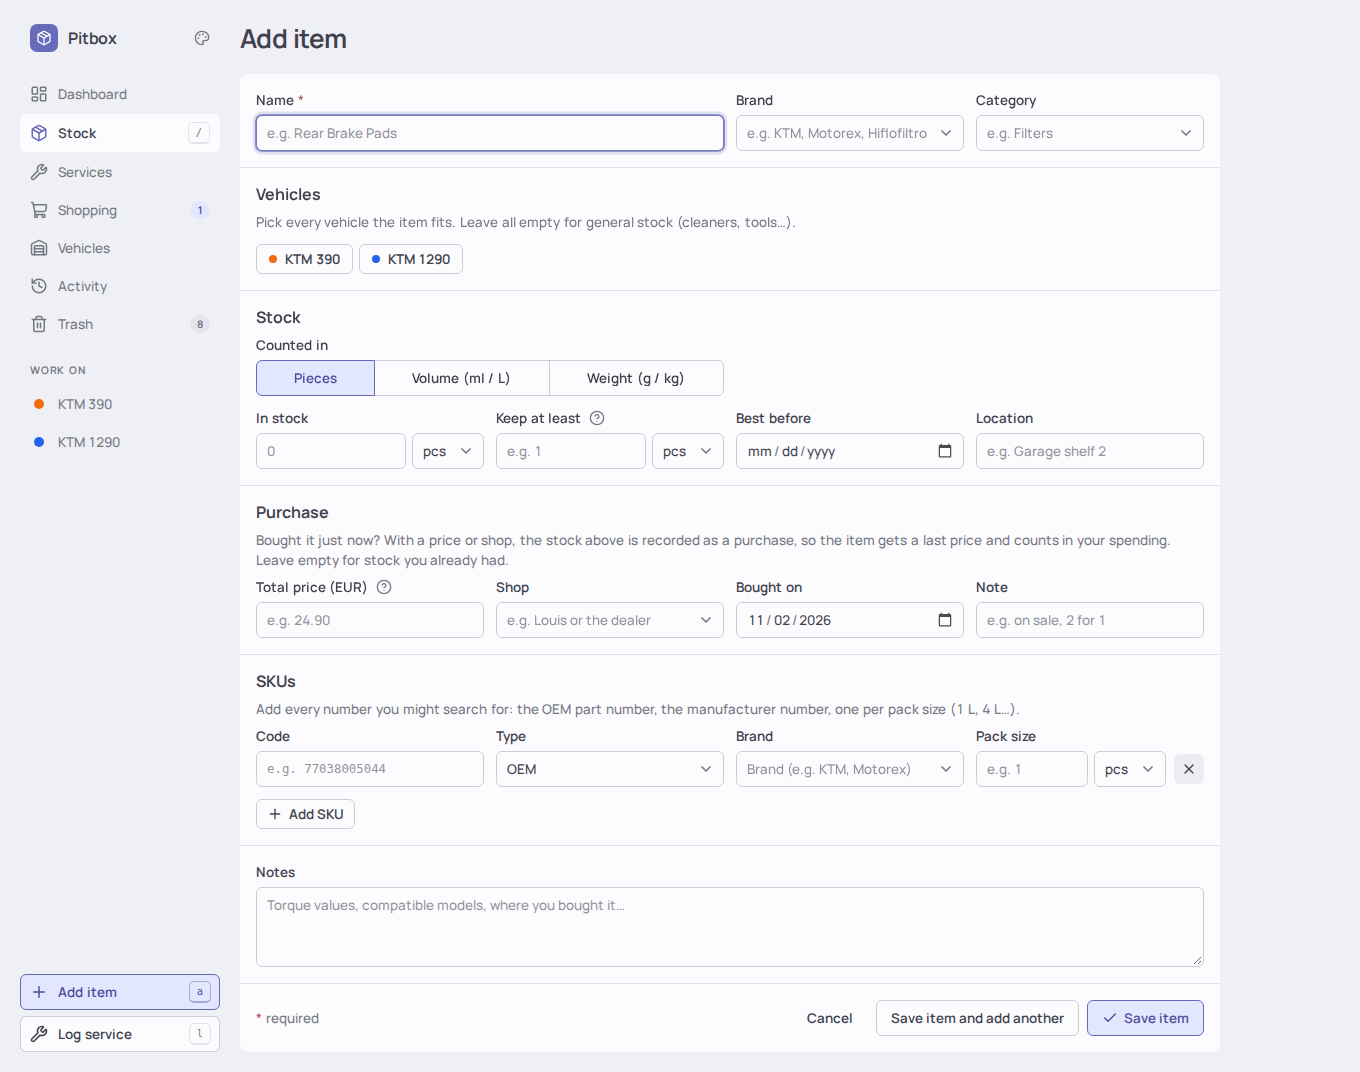 Pitbox
Dashboard
Stock /
Services
Shopping 1
Vehicles
Activity
Trash 8
WORK ON
KTM 390
KTM 1290
Add item a
Log service l
Add item
Name * Brand Category
e.g. Rear Brake Pads e.g. KTM, Motorex, Hiflofiltro e.g. Filters
Vehicles
Pick every vehicle the item fits. Leave all empty for general stock (cleaners, tools…).
KTM 390 KTM 1290
Stock
Counted in
Pieces Volume (ml / L) Weight (g / kg)
In stock Keep at least Best before Location
0 pcs e.g. 1 pcs mm / dd / yyyy e.g. Garage shelf 2
Purchase
Bought it just now? With a price or shop, the stock above is recorded as a purchase, so the item gets a last price and counts in your spending.
Leave empty for stock you already had.
Total price (EUR) Shop Bought on Note
e.g. 24.90 e.g. Louis or the dealer 11 / 02 / 2026 e.g. on sale, 2 for 1
SKUs
Add every number you might search for: the OEM part number, the manufacturer number, one per pack size (1 L, 4 L…).
Code Type Brand Pack size
e.g. 77038005044 OEM Brand (e.g. KTM, Motorex) e.g. 1 pcs
Add SKU
Notes
Torque values, compatible models, where you bought it…
* required Cancel Save item and add another Save item